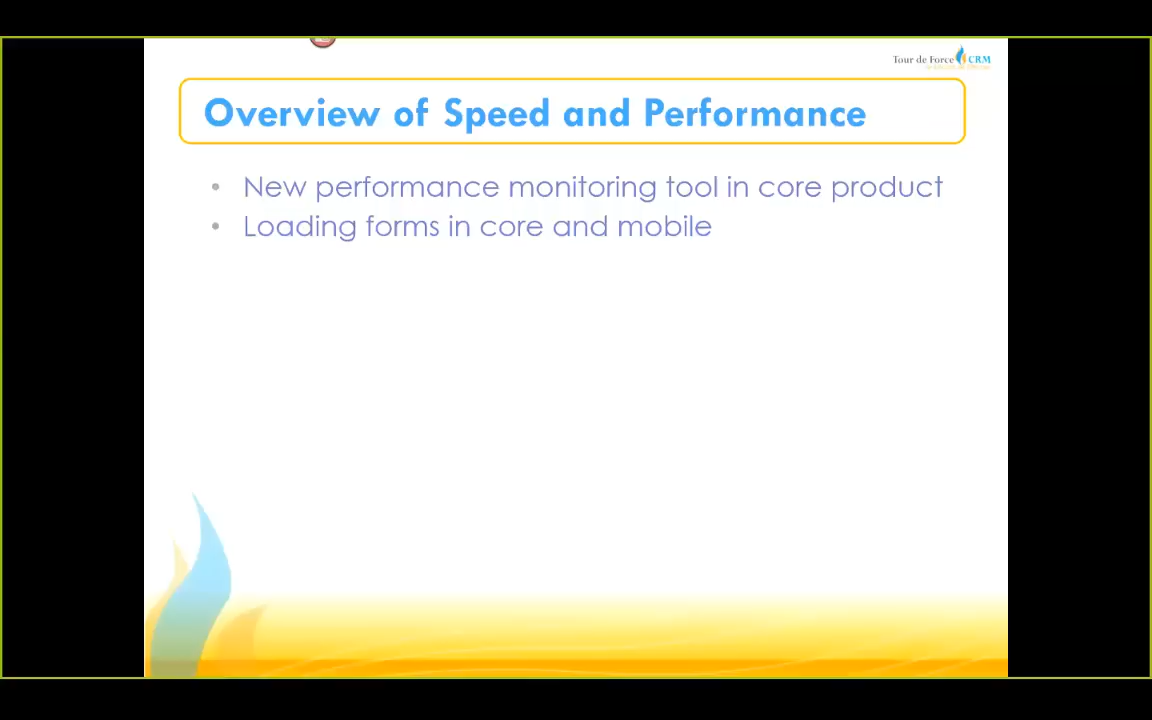 Tour de Force CRM
Overview of Speed and Performance
• New performance monitoring tool in core product
• Loading forms in core and mobile